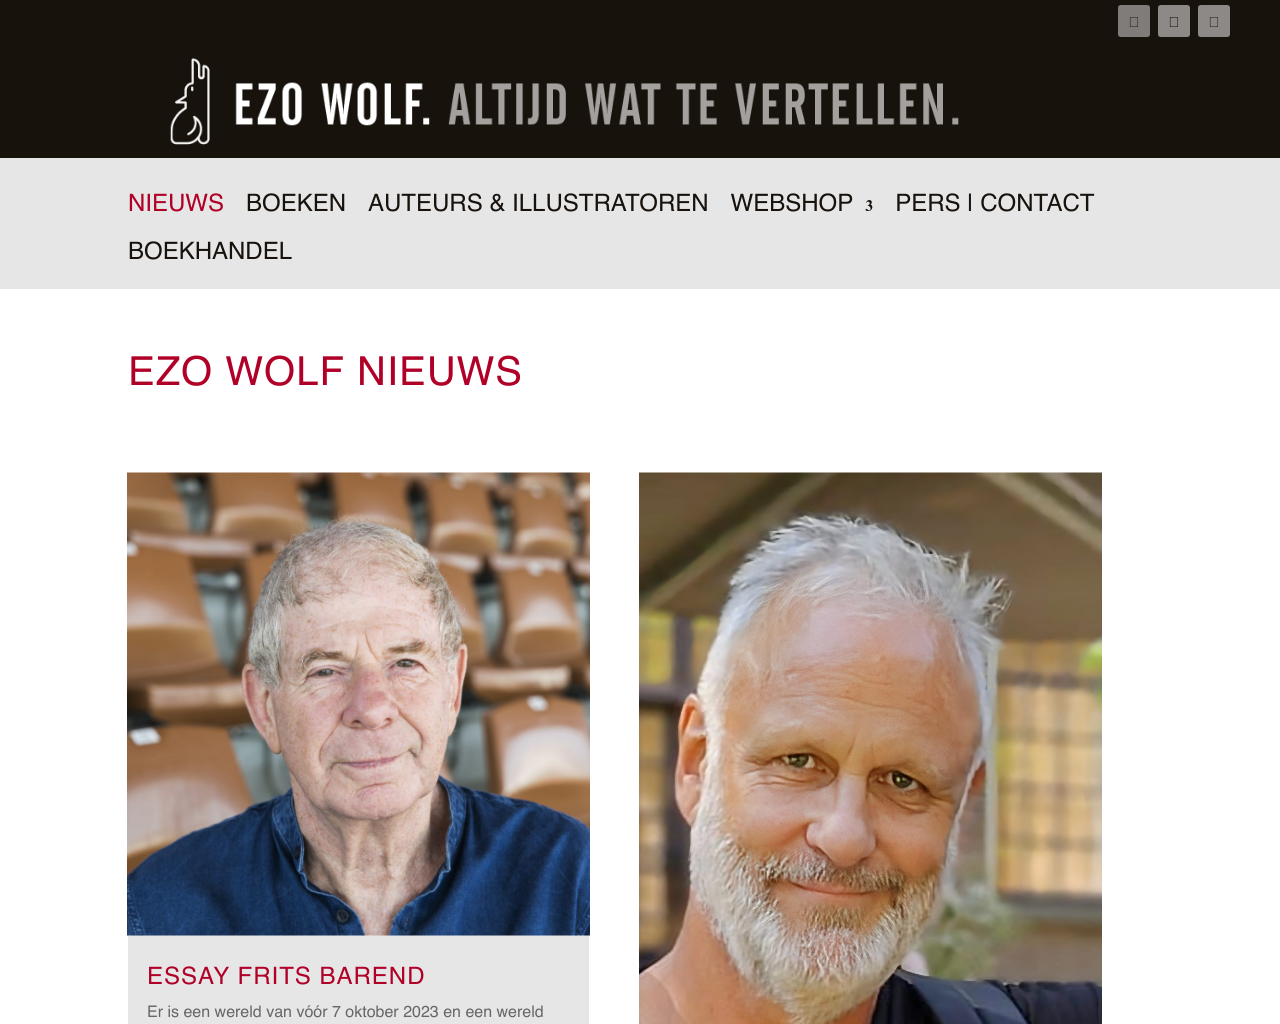 EZO WOLF. ALTIJD WAT TE VERTELLEN.
NIEUWS BOEKEN AUTEURS & ILLUSTRATOREN WEBSHOP 3 PERS | CONTACT
BOEKHANDEL
EZO WOLF NIEUWS
ESSAY FRITS BAREND
Er is een wereld van vóór 7 oktober 2023 en een wereld